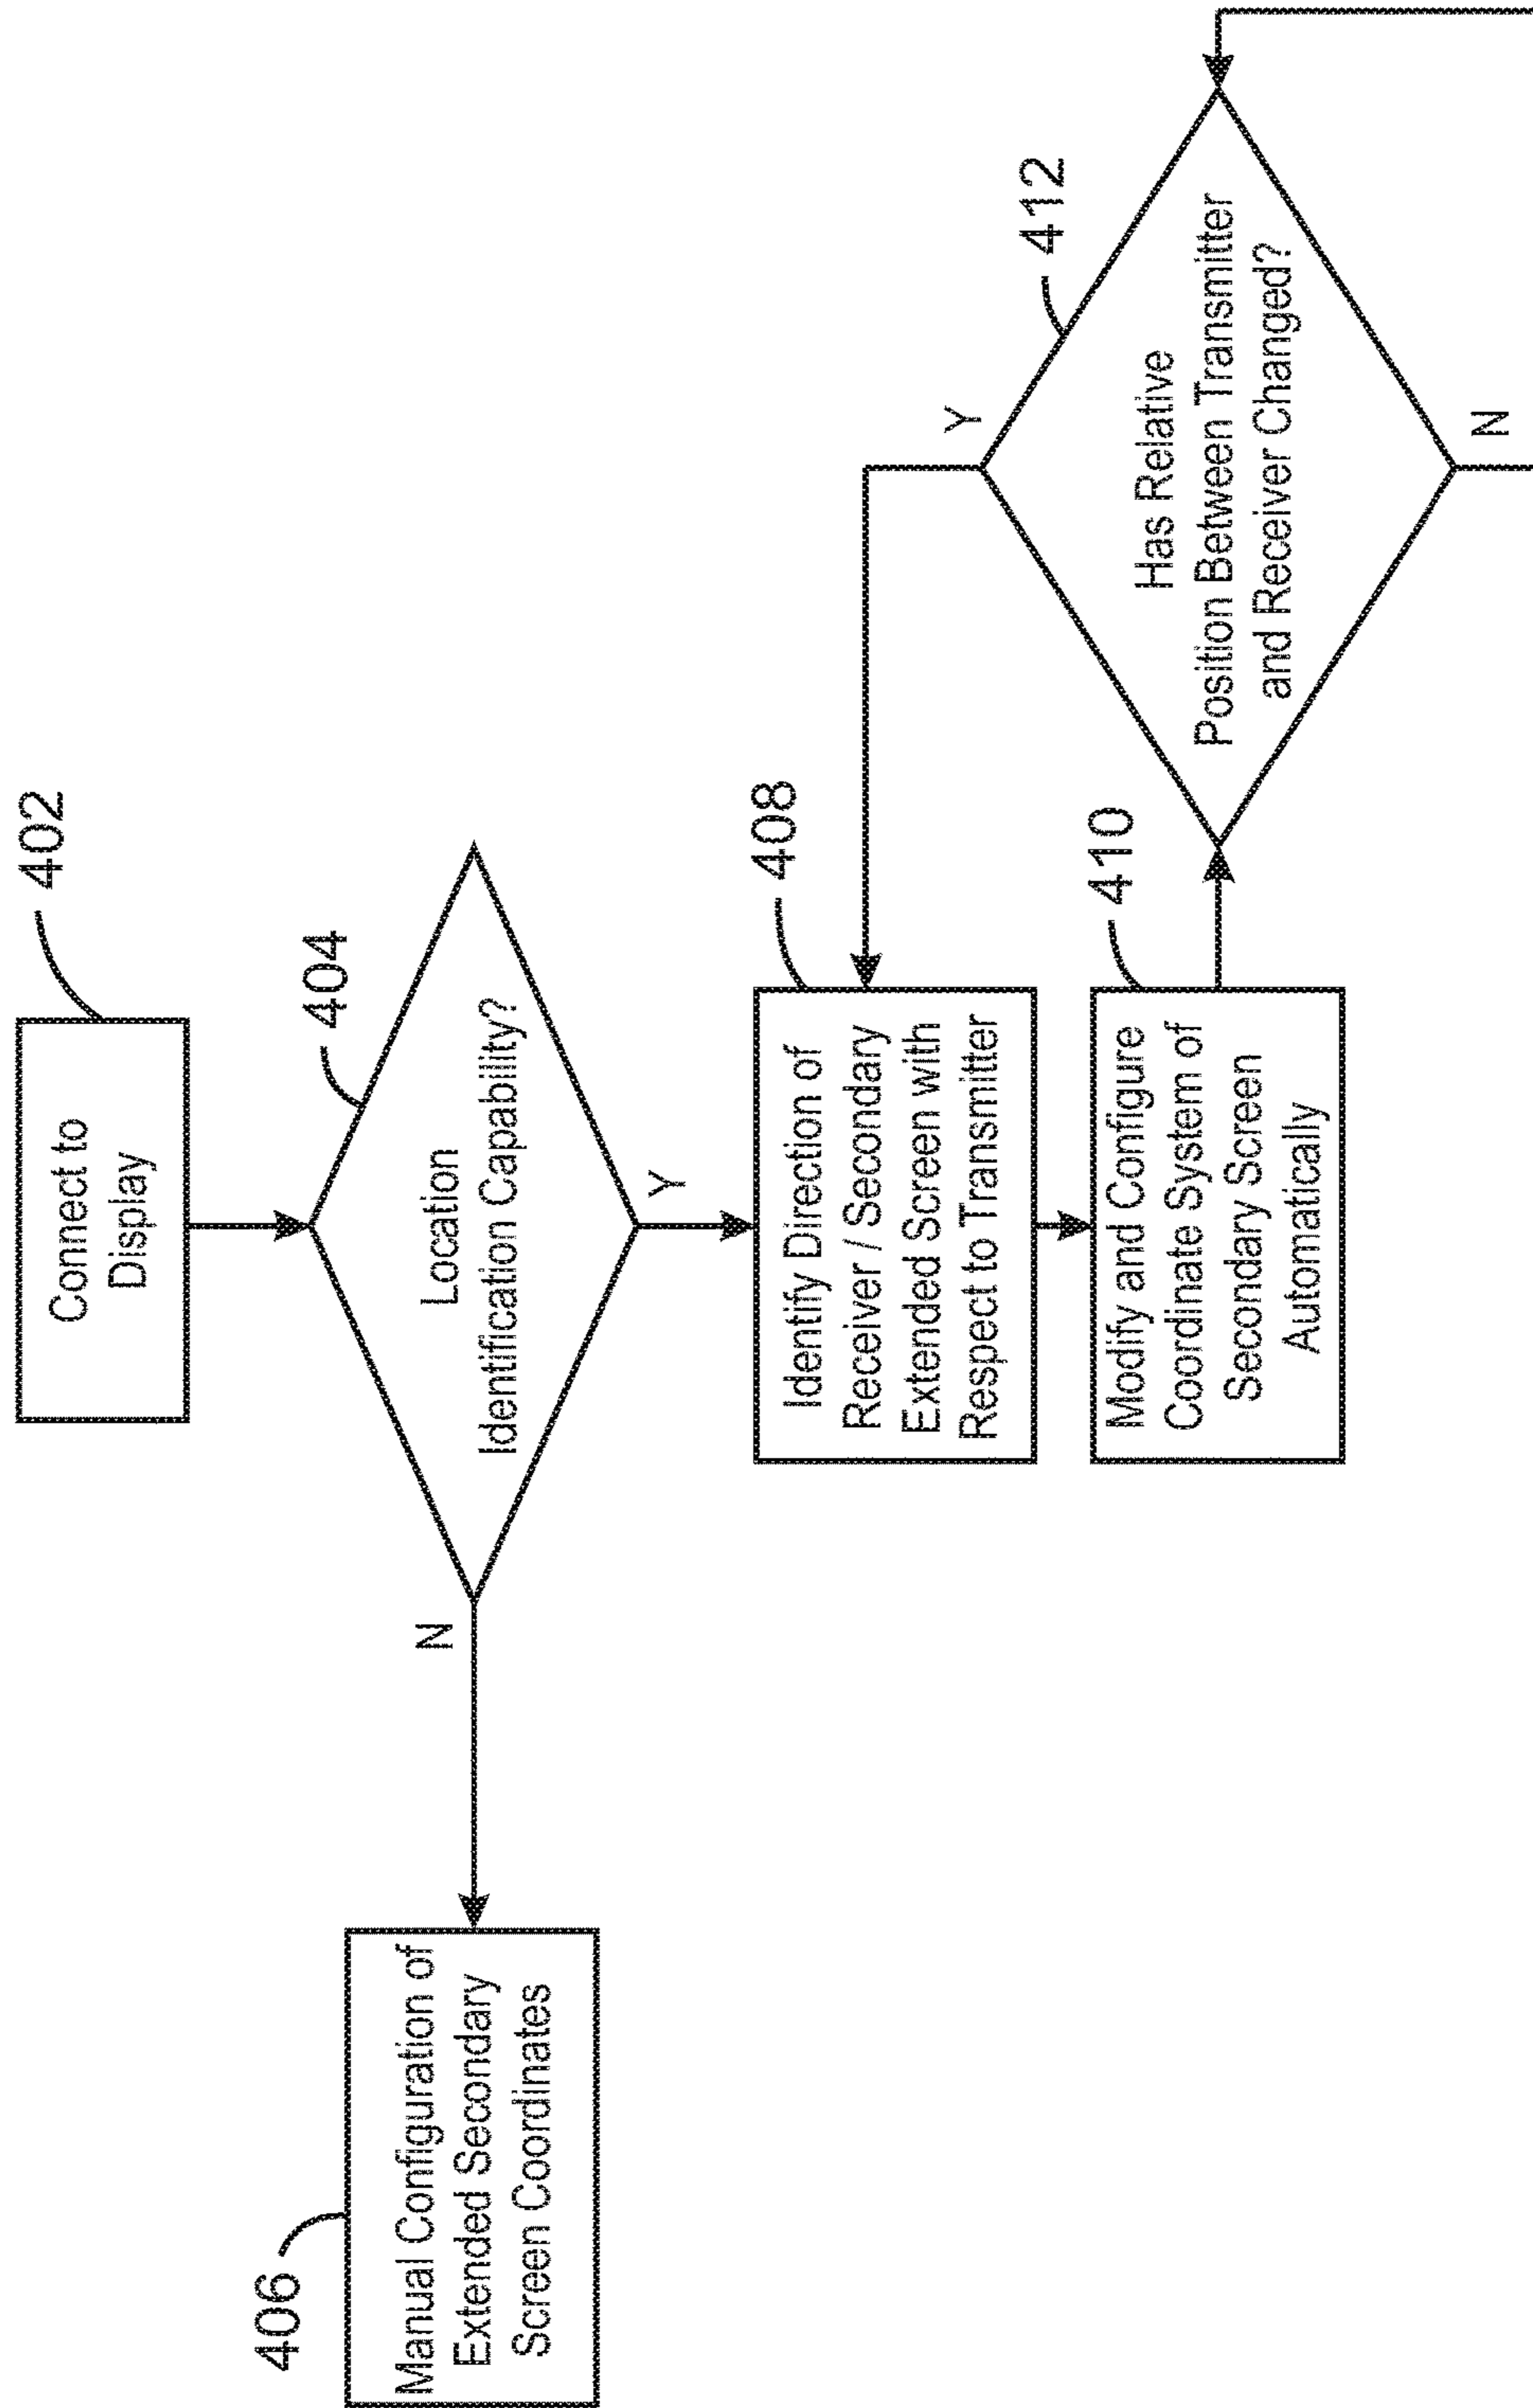 402
Connect to
Display
404
Location
Identification Capability?
N
Y
406
Manual Configuration of
Extended Secondary
Screen Coordinates
408
Identify Direction of
Receiver / Secondary
Extended Screen with
Respect to Transmitter
410
Modify and Configure
Coordinate System of
Secondary Screen
Automatically
412
Has Relative
Position Between Transmitter
and Receiver Changed?
Y
N